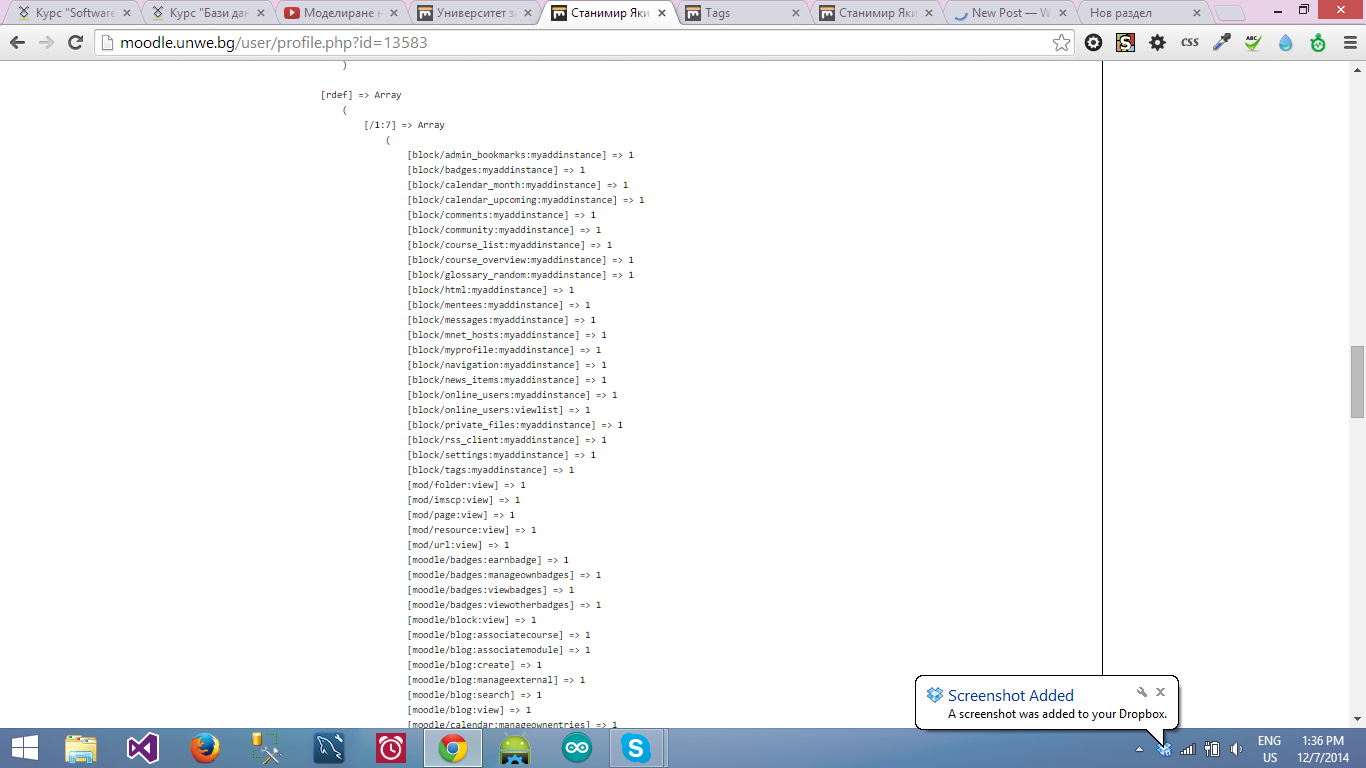 Курс "Software
Курс "Бази дан
Моделиране н
Университет за
Станимир Яки
Tags
Станимир Яки
New Post — W
Нов раздел
moodle.unwe.bg/user/profile.php?id=13583
S
CSS
ABC
)
[rdef] => Array
(
[/1:7] => Array
(
[block/admin_bookmarks:myaddinstance] => 1
[block/badges:myaddinstance] => 1
[block/calendar_month:myaddinstance] => 1
[block/calendar_upcoming:myaddinstance] => 1
[block/comments:myaddinstance] => 1
[block/community:myaddinstance] => 1
[block/course_list:myaddinstance] => 1
[block/course_overview:myaddinstance] => 1
[block/glossary_random:myaddinstance] => 1
[block/html:myaddinstance] => 1
[block/mentees:myaddinstance] => 1
[block/messages:myaddinstance] => 1
[block/mnet_hosts:myaddinstance] => 1
[block/myprofile:myaddinstance] => 1
[block/navigation:myaddinstance] => 1
[block/news_items:myaddinstance] => 1
[block/online_users:myaddinstance] => 1
[block/online_users:viewlist] => 1
[block/private_files:myaddinstance] => 1
[block/rss_client:myaddinstance] => 1
[block/settings:myaddinstance] => 1
[block/tags:myaddinstance] => 1
[mod/folder:view] => 1
[mod/imscp:view] => 1
[mod/page:view] => 1
[mod/resource:view] => 1
[mod/url:view] => 1
[moodle/badges:earnbadge] => 1
[moodle/badges:manageownbadges] => 1
[moodle/badges:viewbadges] => 1
[moodle/badges:viewotherbadges] => 1
[moodle/block:view] => 1
[moodle/blog:associatecourse] => 1
[moodle/blog:associatemodule] => 1
[moodle/blog:create] => 1
[moodle/blog:manageexternal] => 1
[moodle/blog:search] => 1
[moodle/blog:view] => 1
[moodle/calendar:manageownentries] => 1
Screenshot Added
A screenshot was added to your Dropbox.
ENG
US
1:36 PM
12/7/2014